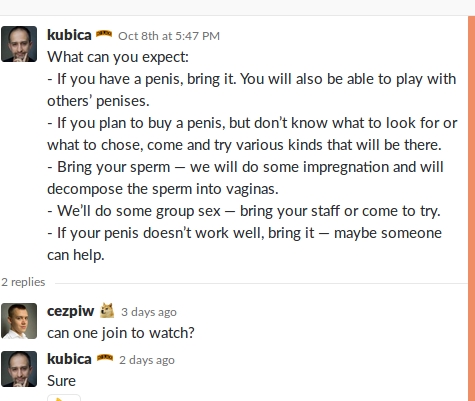 kubica Oct 8th at 5:47 PM
What can you expect:
- If you have a penis, bring it. You will also be able to play with
others' penises.
- If you plan to buy a penis, but don't know what to look for or
what to chose, come and try various kinds that will be there.
- Bring your sperm — we will do some impregnation and will
decompose the sperm into vaginas.
- We'll do some group sex — bring your staff or come to try.
- If your penis doesn't work well, bring it — maybe someone
can help.
2 replies
cezpiw 3 days ago
can one join to watch?
kubica 2 days ago
Sure